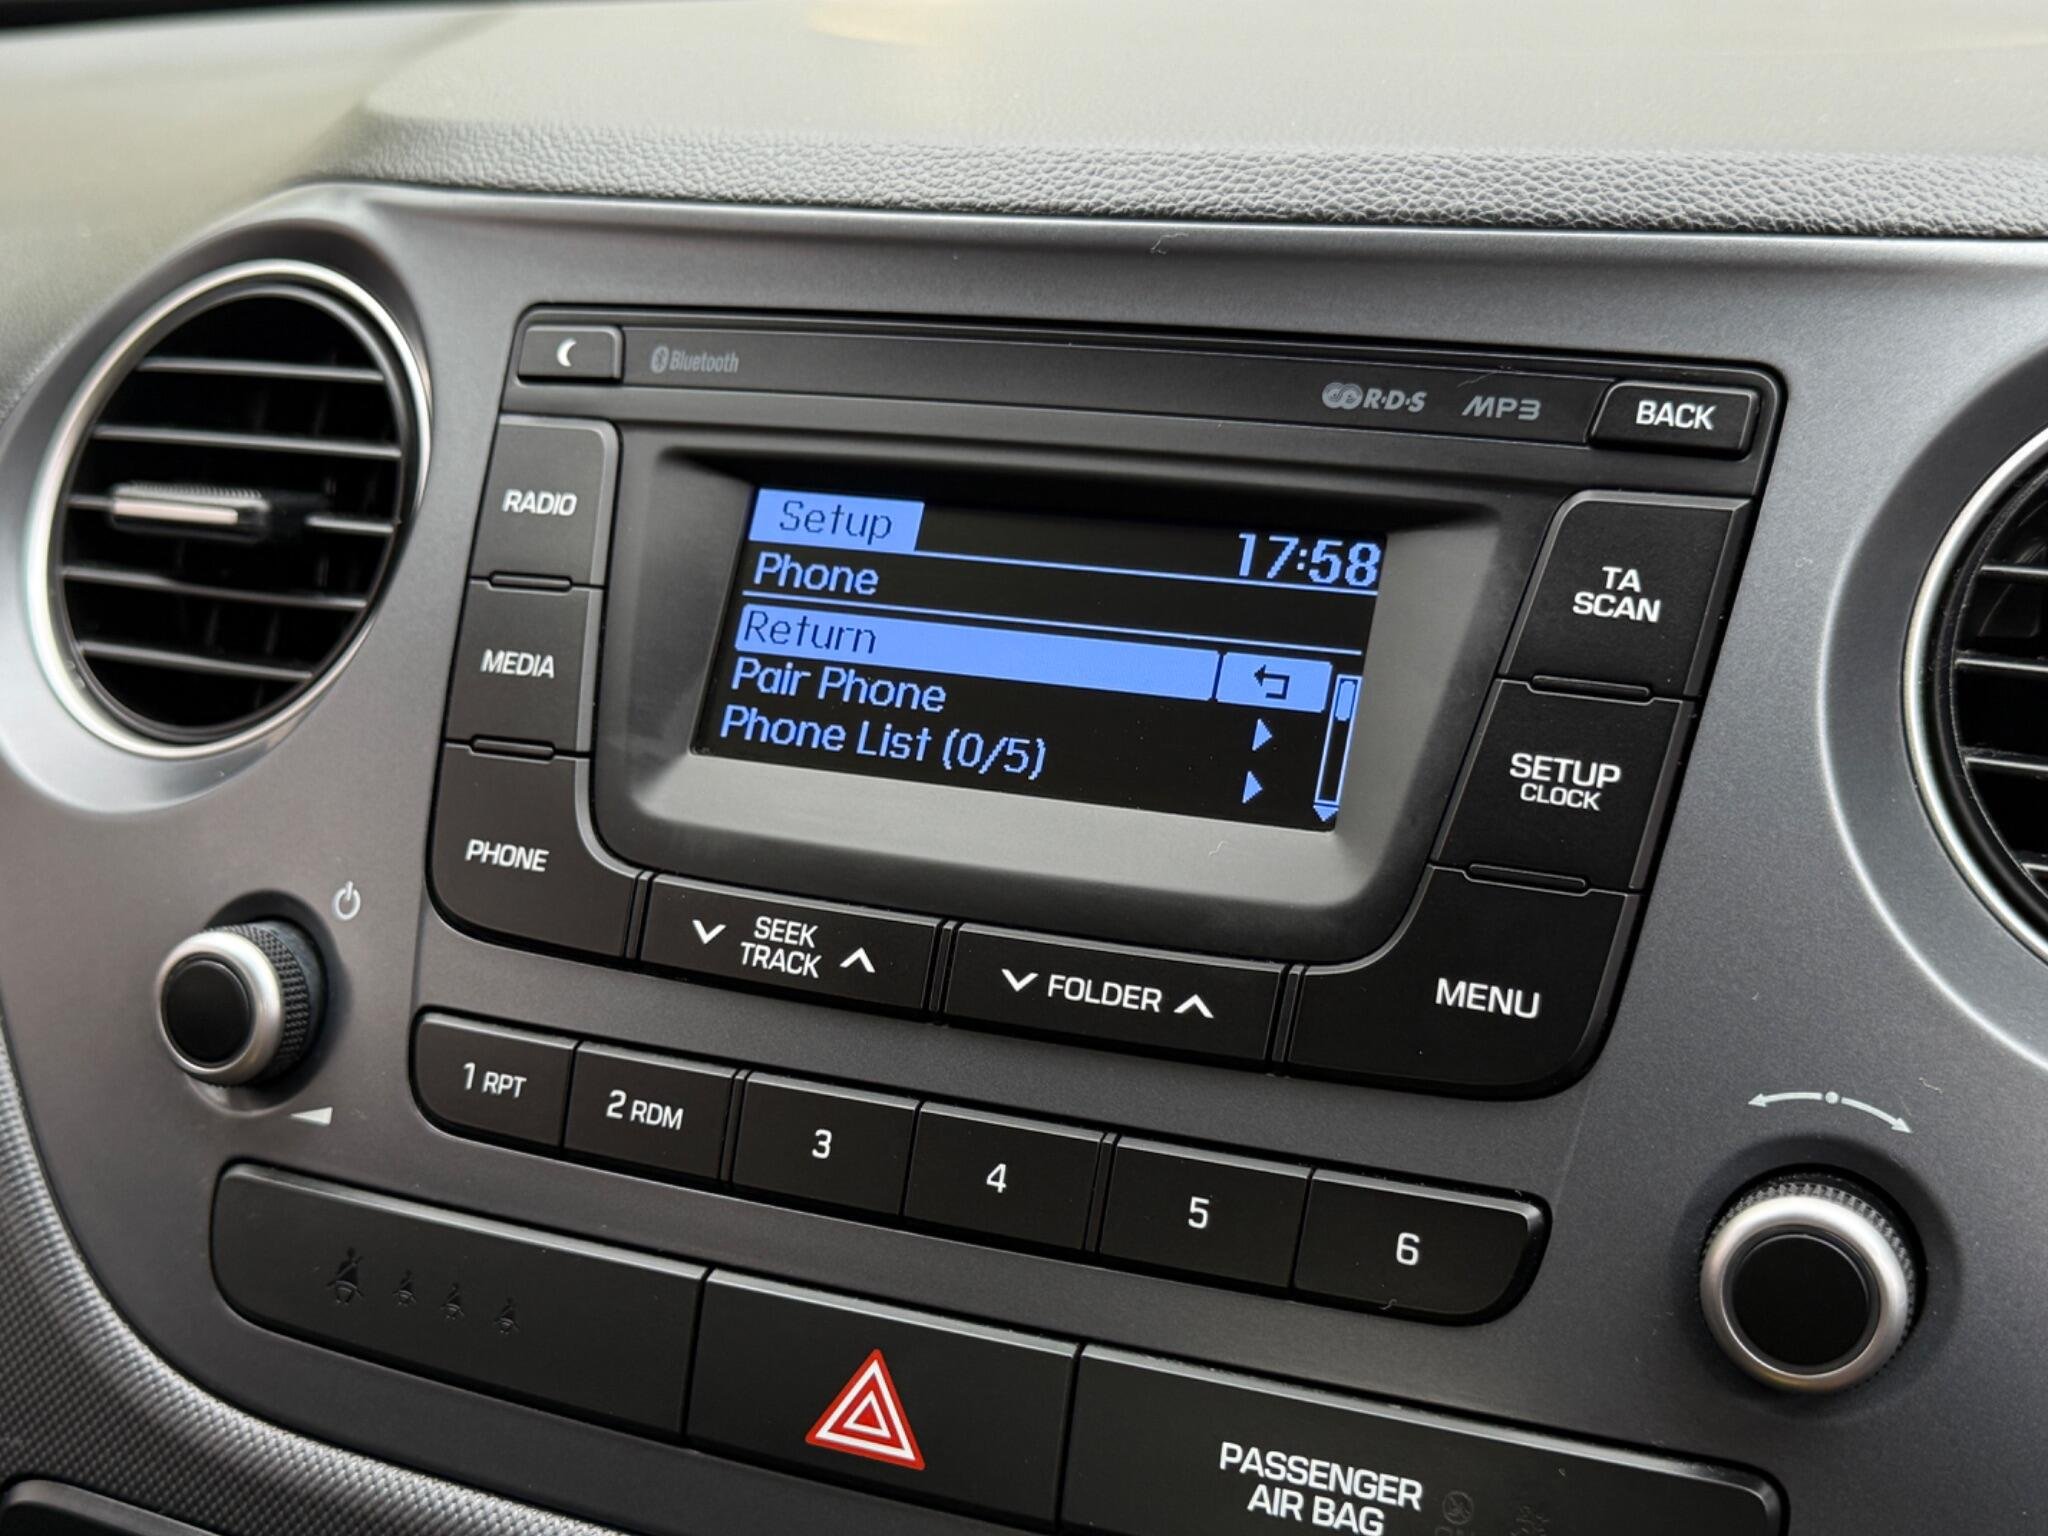 Bluetooth
R·D·S MP3
BACK
RADIO
MEDIA
PHONE
Setup
17:58
Phone
Return
Pair Phone
Phone List (0/5)
TA
SCAN
SETUP
CLOCK
SEEK
TRACK
FOLDER
MENU
1 RPT
2 RDM
3
4
5
6
PASSENGER
AIR BAG